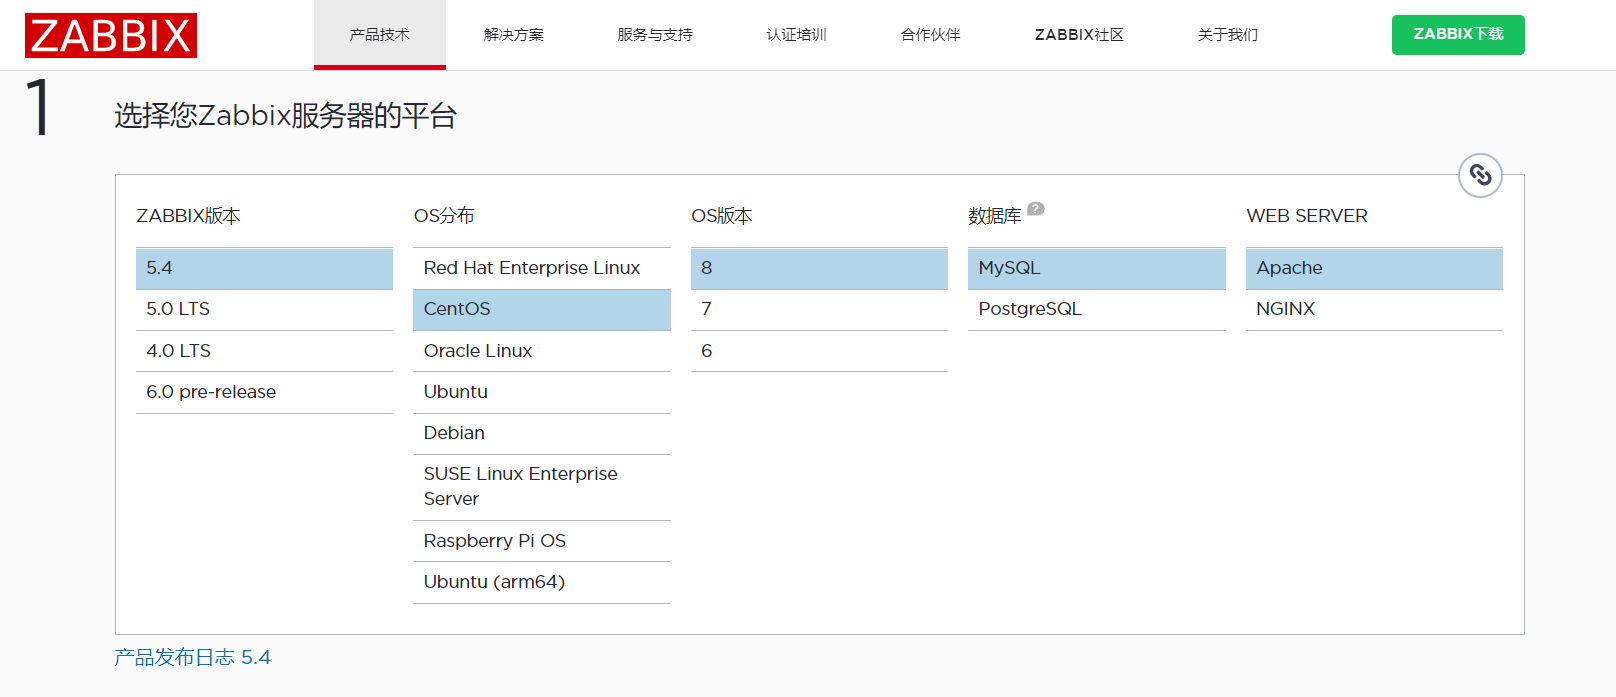 ZABBIX
产品技术
解决方案
服务与支持
认证培训
合作伙伴
ZABBIX社区
关于我们
ZABBIX下载
1
选择您Zabbix服务器的平台
ZABBIX版本
5.4
5.0 LTS
4.0 LTS
6.0 pre-release
OS分布
Red Hat Enterprise Linux
CentOS
Oracle Linux
Ubuntu
Debian
SUSE Linux Enterprise
Server
Raspberry Pi OS
Ubuntu (arm64)
OS版本
8
7
6
数据库 ?
MySQL
PostgreSQL
WEB SERVER
Apache
NGINX
产品发布日志 5.4